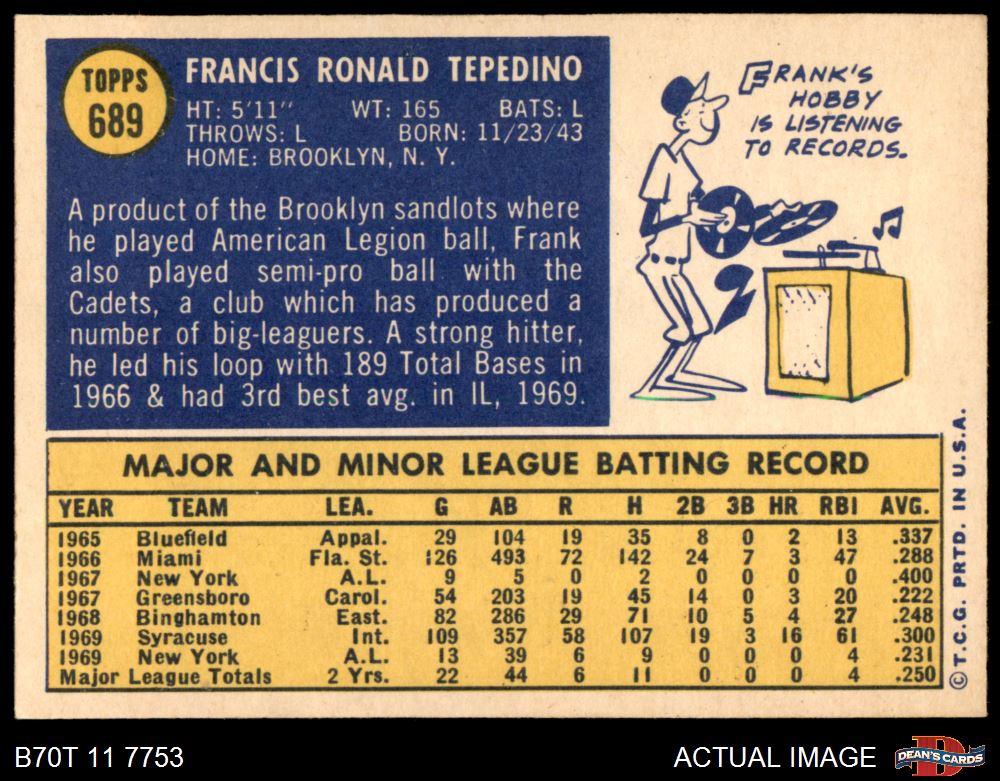 TOPPS
689
FRANCIS RONALD TEPEDINO
HT: 5'11" WT: 165 BATS: L
THROWS: L BORN: 11/23/43
HOME: BROOKLYN, N. Y.
A product of the Brooklyn sandlots where
he played American Legion ball, Frank
also played semi-pro ball with the
Cadets, a club which has produced a
number of big-leaguers. A strong hitter,
he led his loop with 189 Total Bases in
1966 & had 3rd best avg. in IL, 1969.
FRANK'S
HOBBY
IS LISTENING
TO RECORDS.
MAJOR AND MINOR LEAGUE BATTING RECORD
YEAR TEAM LEA. G AB R H 2B 3B HR RBI AVG.
1965 Bluefield Appal. 29 104 19 35 8 0 2 13 .337
1966 Miami Fla. St. 126 493 72 142 24 7 3 47 .288
1967 New York A.L. 9 5 0 2 0 0 0 0 .400
1967 Greensboro Carol. 54 203 19 45 14 0 3 20 .222
1968 Binghamton East. 82 286 29 71 10 5 4 27 .248
1969 Syracuse Int. 109 357 58 107 19 3 16 61 .300
1969 New York A.L. 13 39 6 9 0 0 0 4 .231
Major League Totals 2 Yrs. 22 44 6 11 0 0 0 4 .250
© T.C.G. PRTD. IN U.S.A.
B70T 11 7753
ACTUAL IMAGE
D
DEAN'S CARDS